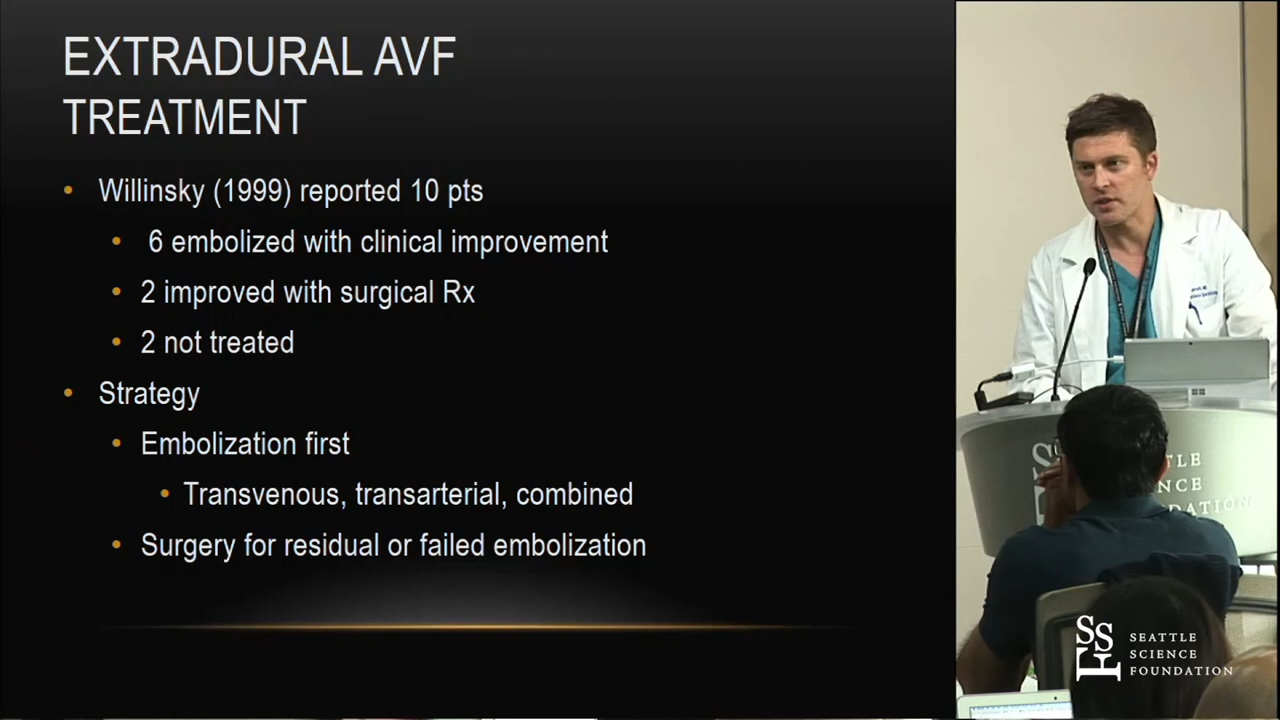 EXTRADURAL AVF
TREATMENT
• Willinsky (1999) reported 10 pts
• 6 embolized with clinical improvement
• 2 improved with surgical Rx
• 2 not treated
• Strategy
• Embolization first
• Transvenous, transarterial, combined
• Surgery for residual or failed embolization
SSF
SEATTLE
SCIENCE
FOUNDATION